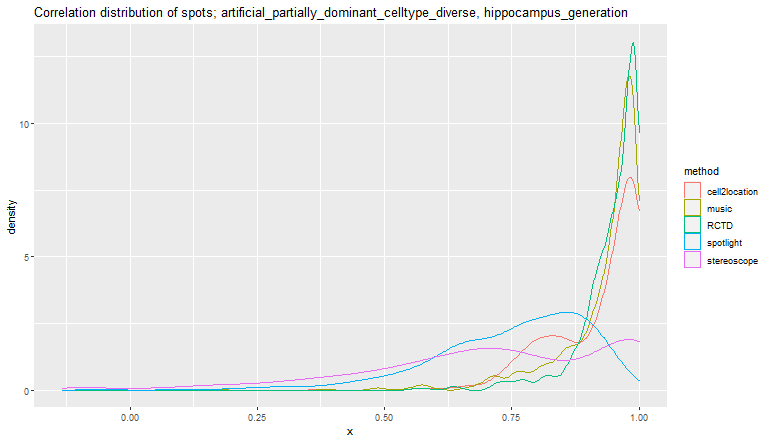 Correlation distribution of spots; artificial_partially_dominant_celltype_diverse, hippocampus_generation
density
10
5
0
0.00 0.25 0.50 0.75 1.00
x
method
cell2location
music
RCTD
spotlight
stereoscope